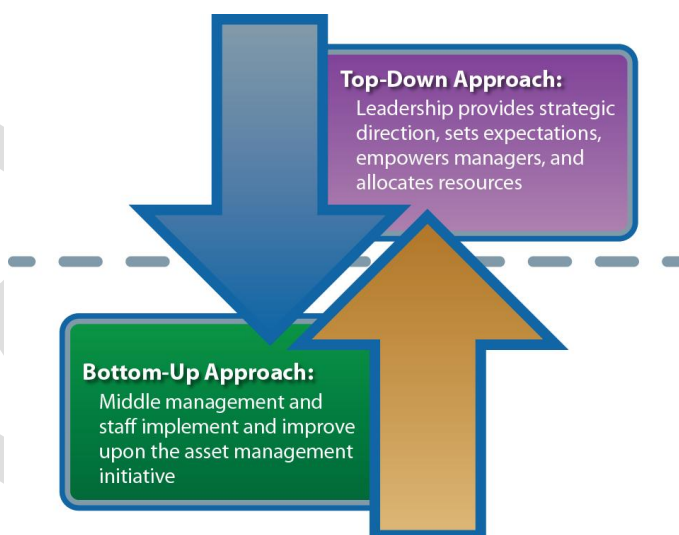 Top-Down Approach:
Leadership provides strategic
direction, sets expectations,
empowers managers, and
allocates resources
Bottom-Up Approach:
Middle management and
staff implement and improve
upon the asset management
initiative